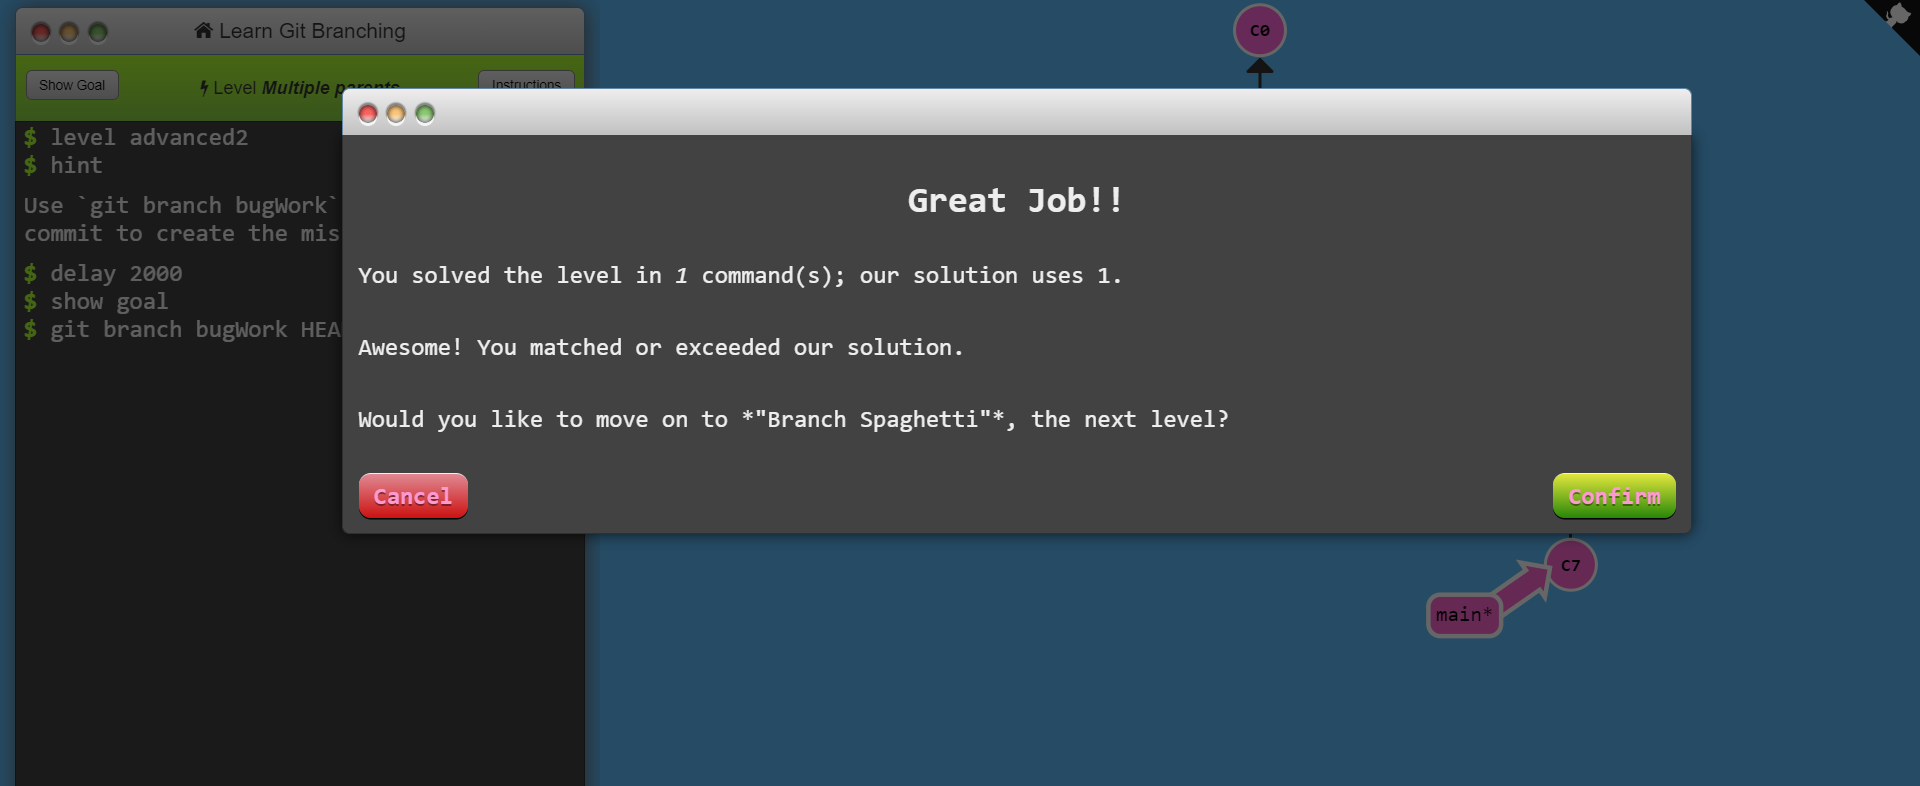 Learn Git Branching
Show Goal
Level Multiple parents
Instructions
$ level advanced2
$ hint
Use `git branch bugWork`
commit to create the mis
$ delay 2000
$ show goal
$ git branch bugWork HEA
C0
Great Job!!
You solved the level in 1 command(s); our solution uses 1.
Awesome! You matched or exceeded our solution.
Would you like to move on to *"Branch Spaghetti"*, the next level?
Cancel
Confirm
C7
main*